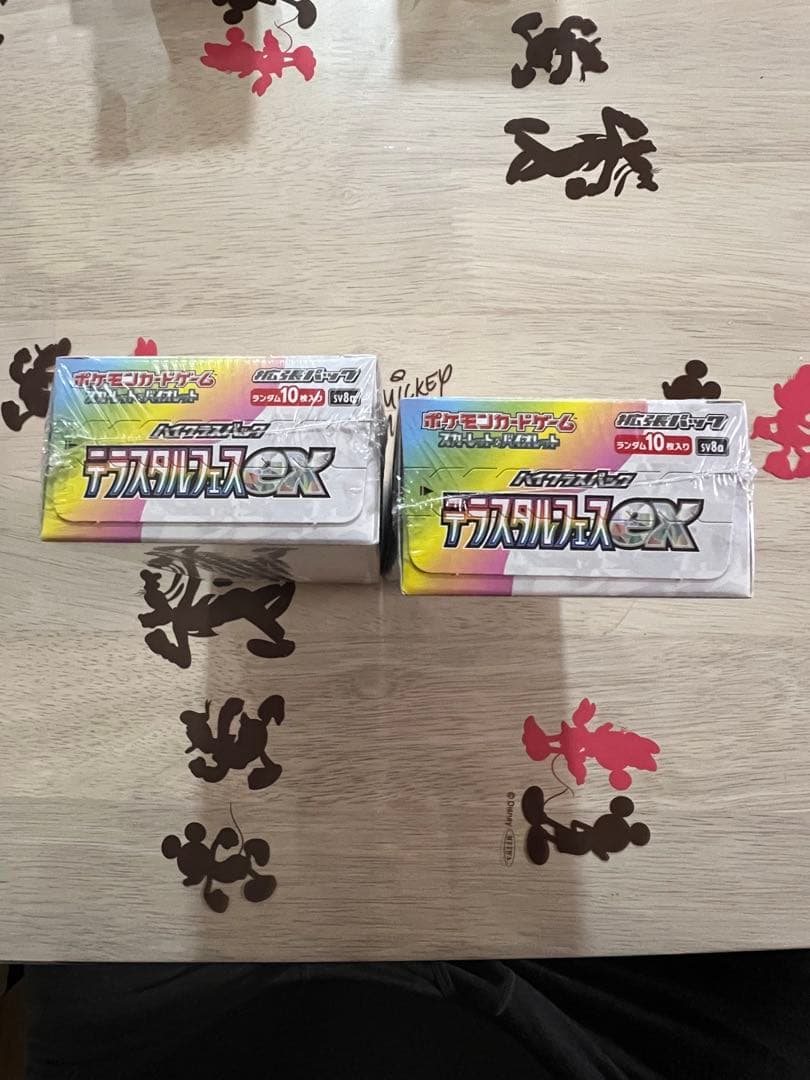 ポケモンカードゲーム
スカーレット&バイオレット
拡張パック
ランダム10枚入り
sv8a
ハイクラスパック
テラスタルフェスex
MICKEY
ポケモンカードゲーム
スカーレット&バイオレット
拡張パック
ランダム10枚入り
sv8a
ハイクラスパック
テラスタルフェスex
© Disney